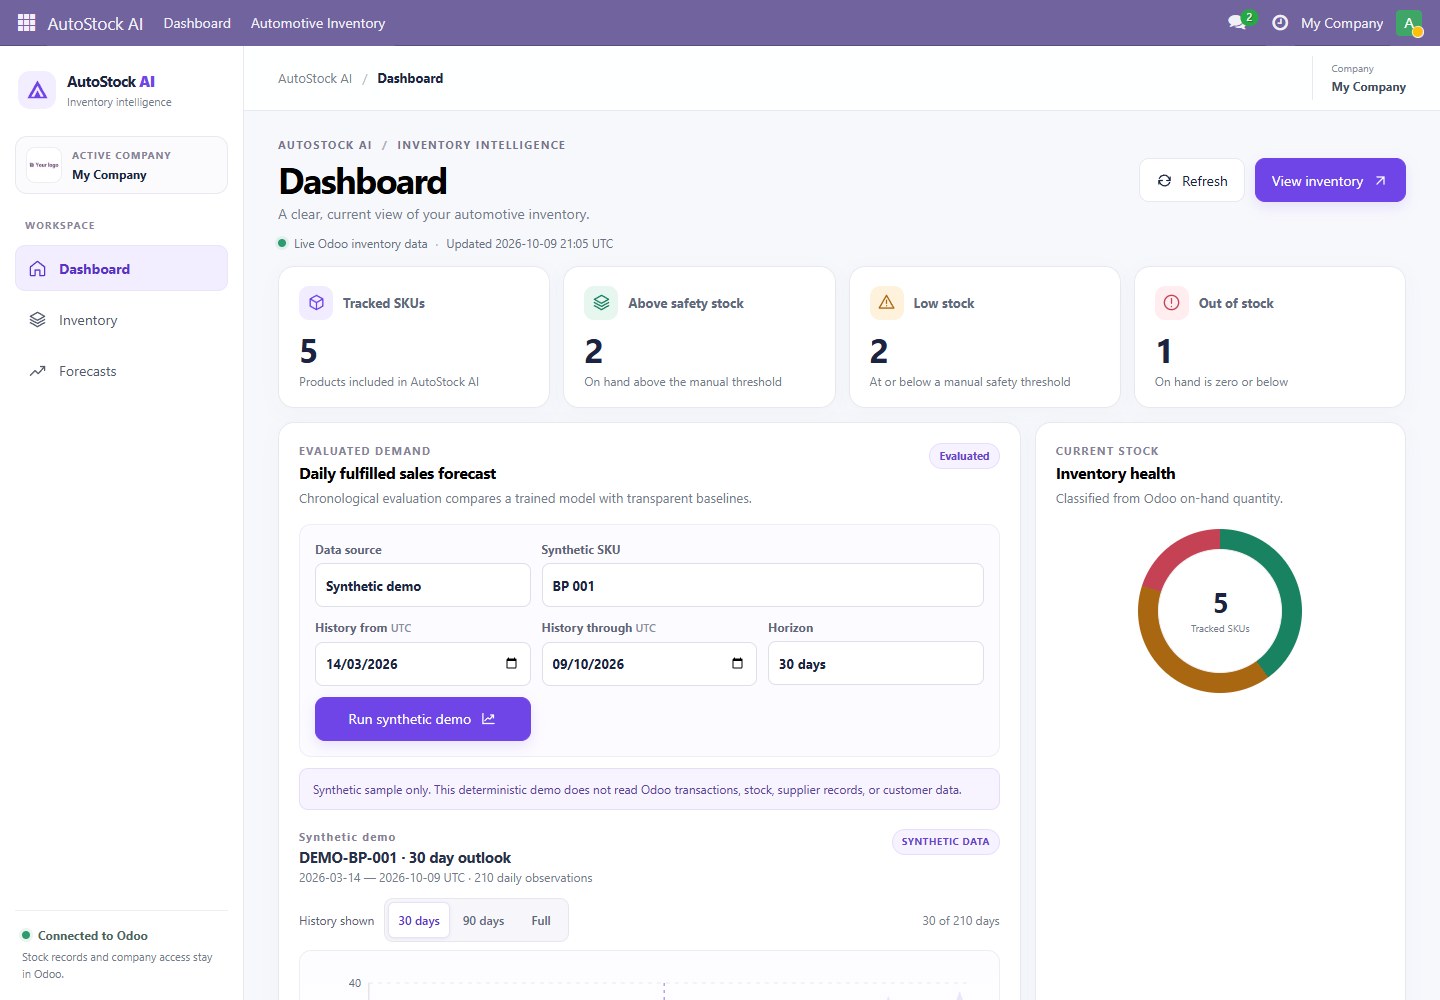 AutoStock AI Dashboard Automotive Inventory 2 My Company A
AutoStock AI
Inventory intelligence
Your logo
ACTIVE COMPANY
My Company
WORKSPACE
Dashboard
Inventory
Forecasts
Connected to Odoo
Stock records and company access stay
in Odoo.
AutoStock AI / Dashboard
Company
My Company
AUTOSTOCK AI / INVENTORY INTELLIGENCE
Dashboard
A clear, current view of your automotive inventory.
Live Odoo inventory data · Updated 2026-10-09 21:05 UTC
Refresh
View inventory
Tracked SKUs
5
Products included in AutoStock AI
Above safety stock
2
On hand above the manual threshold
Low stock
2
At or below a manual safety threshold
Out of stock
1
On hand is zero or below
EVALUATED DEMAND
Daily fulfilled sales forecast
Chronological evaluation compares a trained model with transparent baselines.
Evaluated
Data source
Synthetic demo
Synthetic SKU
BP 001
History from UTC
14/03/2026
History through UTC
09/10/2026
Horizon
30 days
Run synthetic demo
Synthetic sample only. This deterministic demo does not read Odoo transactions, stock, supplier records, or customer data.
Synthetic demo
DEMO-BP-001 · 30 day outlook
2026-03-14 — 2026-10-09 UTC · 210 daily observations
SYNTHETIC DATA
History shown 30 days 90 days Full
30 of 210 days
40
CURRENT STOCK
Inventory health
Classified from Odoo on-hand quantity.
5
Tracked SKUs